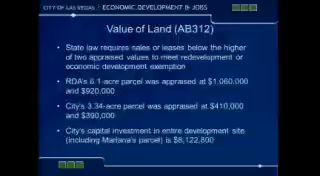 CITY OF LAS VEGAS ECONOMIC DEVELOPMENT & JOBS
Value of Land (AB312)
• State law requires sales or leases below the higher
of two appraised values to meet redevelopment or
economic development exemption
• RDA's 6.1-acre parcel was appraised at $1,060,000
and $920,000
• City's 3.34-acre parcel was appraised at $410,000
and $390,000
• City's capital investment in entire development site
(including Mariana's parcel) is $8,122,800